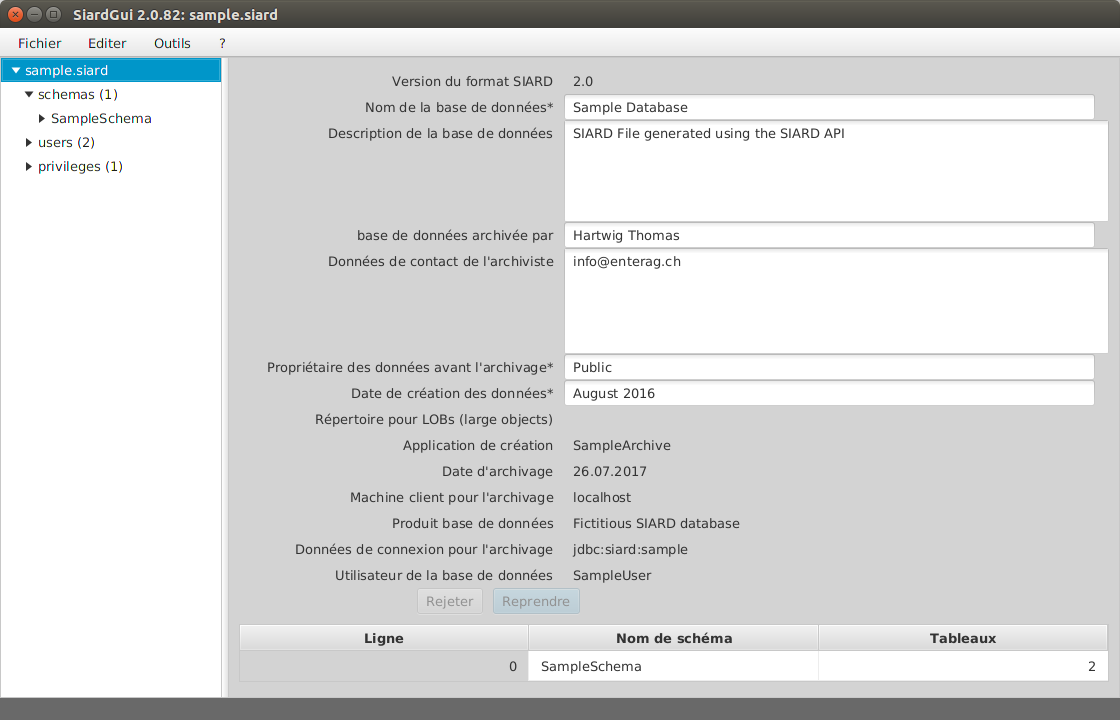 SiardGui 2.0.82: sample.siard
Fichier Editer Outils ?
sample.siard
schemas (1)
SampleSchema
users (2)
privileges (1)
Version du format SIARD 2.0
Nom de la base de données* Sample Database
Description de la base de données SIARD File generated using the SIARD API
base de données archivée par Hartwig Thomas
Données de contact de l'archiviste info@enterag.ch
Propriétaire des données avant l'archivage* Public
Date de création des données* August 2016
Répertoire pour LOBs (large objects)
Application de création SampleArchive
Date d'archivage 26.07.2017
Machine client pour l'archivage localhost
Produit base de données Fictitious SIARD database
Données de connexion pour l'archivage jdbc:siard:sample
Utilisateur de la base de données SampleUser
Rejeter Reprendre
Ligne Nom de schéma Tableaux
0 SampleSchema 2